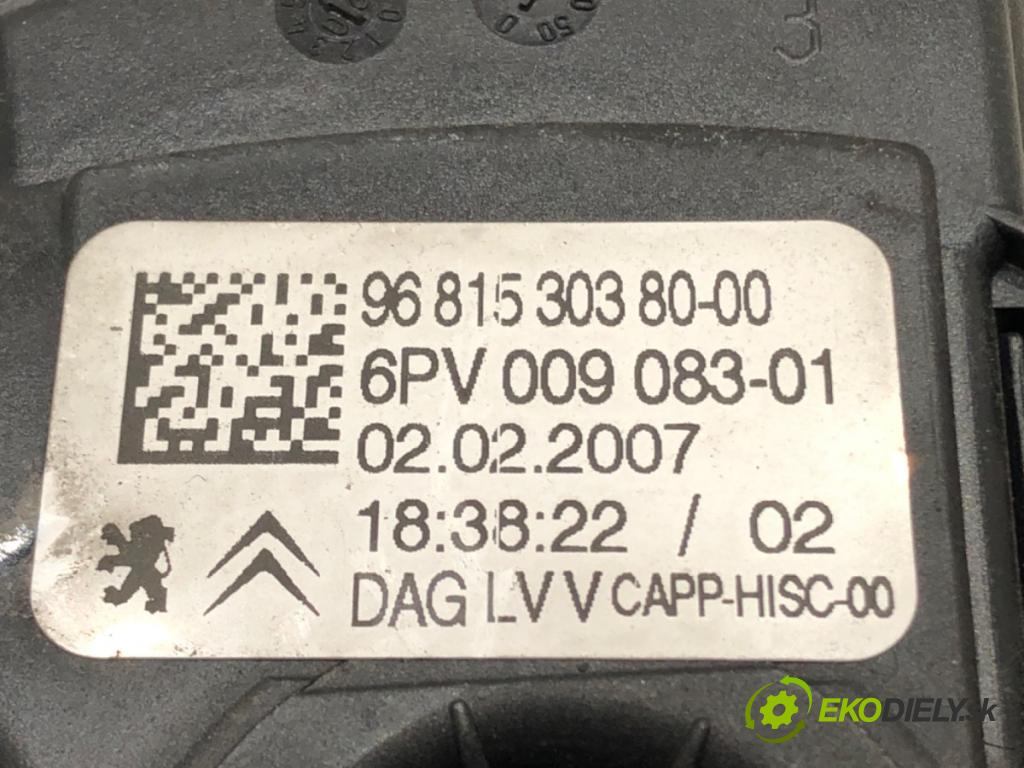 96 815 303 80-00
6PV 009 083-01
02.02.2007
18:38:22 / 02
DAG LV V CAPP-HISC-00
EKODIELY.sk